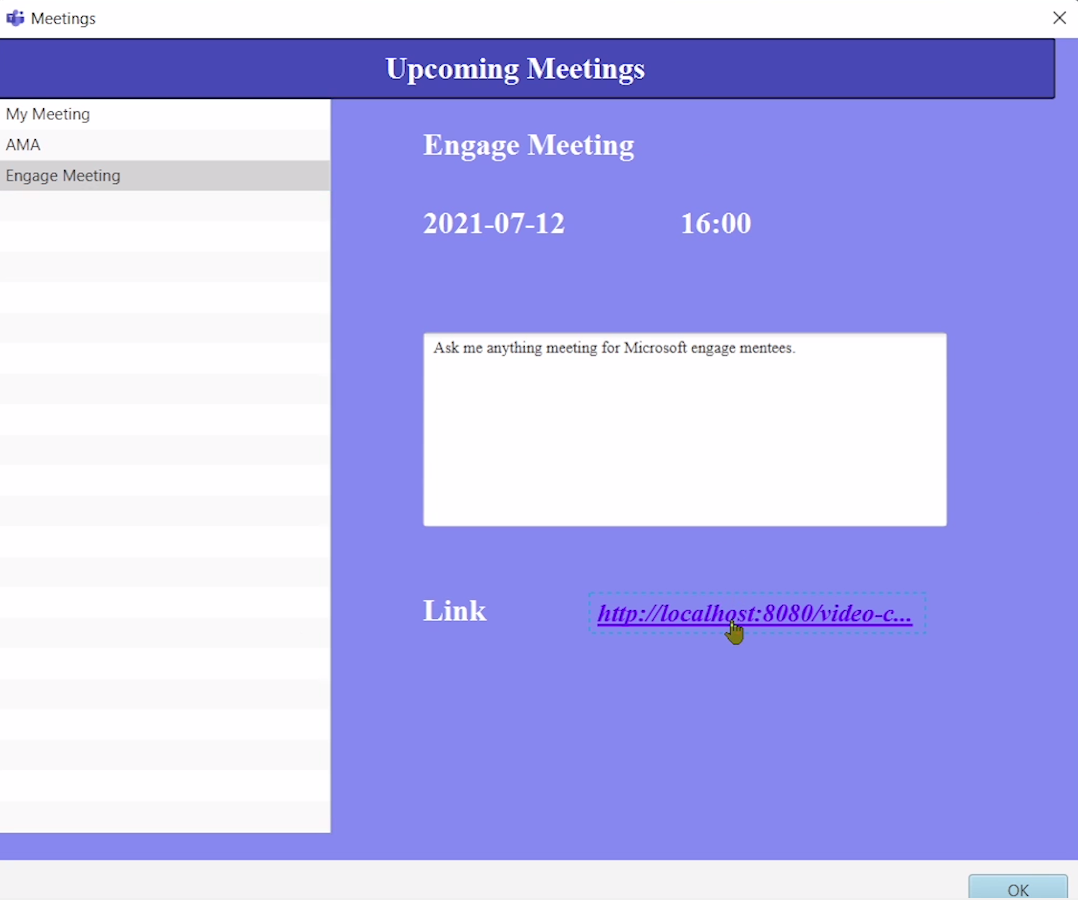 Meetings
Upcoming Meetings
My Meeting
AMA
Engage Meeting
Engage Meeting
2021-07-12 16:00
Ask me anything meeting for Microsoft engage mentees.
Link http://localhost:8080/video-c...
OK